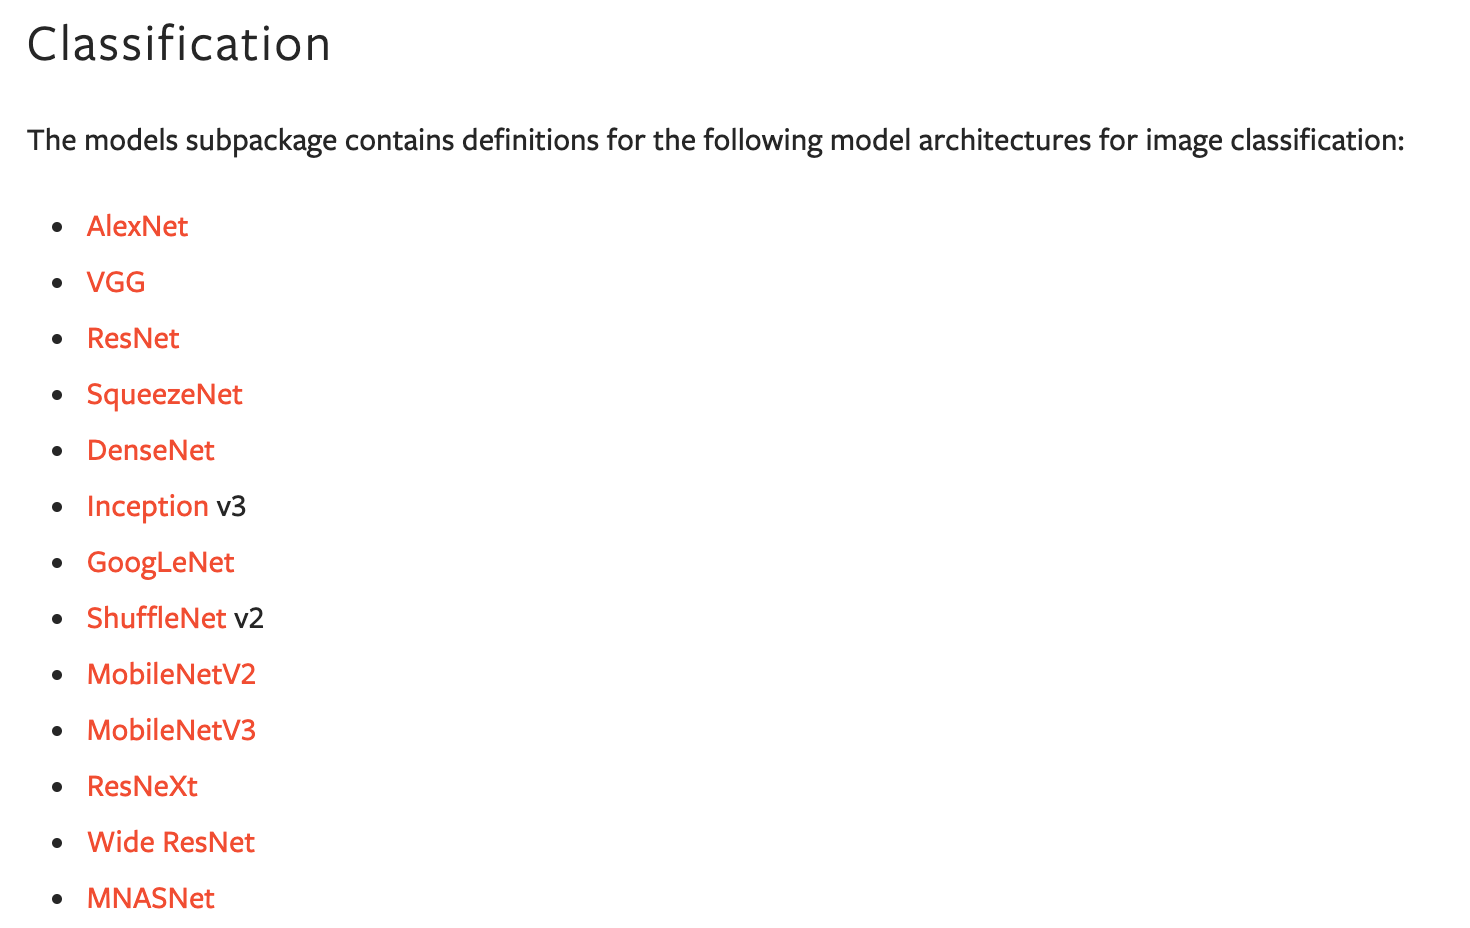 Classification
The models subpackage contains definitions for the following model architectures for image classification:
AlexNet
VGG
ResNet
SqueezeNet
DenseNet
Inception v3
GoogLeNet
ShuffleNet v2
MobileNetV2
MobileNetV3
ResNeXt
Wide ResNet
MNASNet